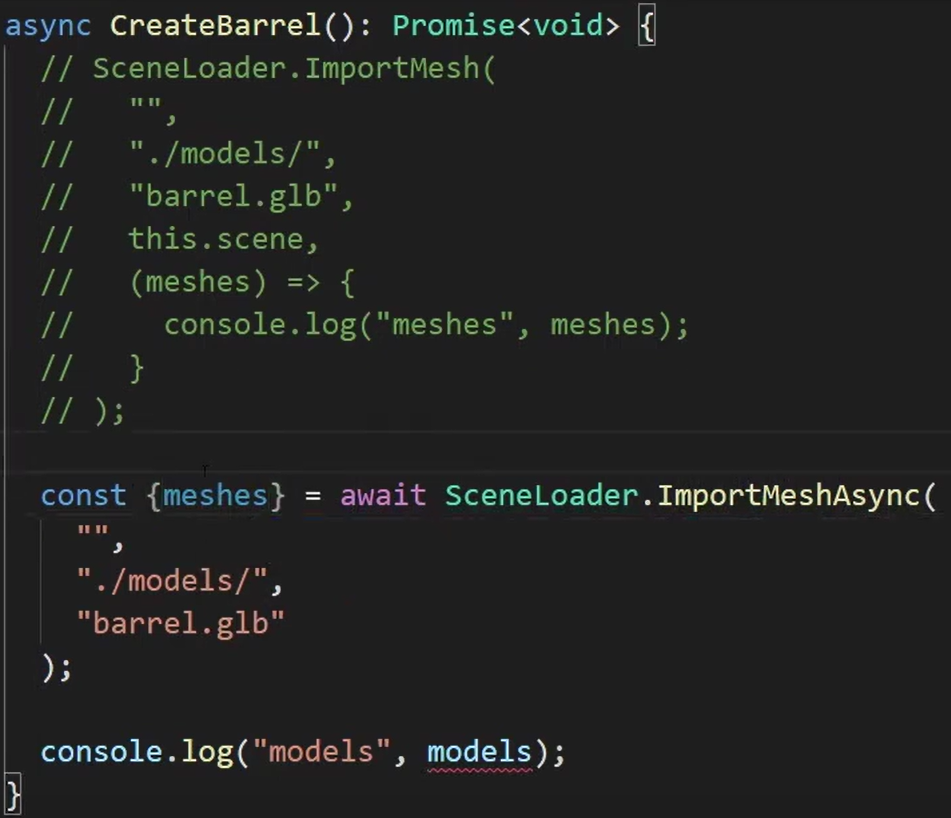 async CreateBarrel(): Promise<void> {
// SceneLoader.ImportMesh(
//   "",
//   "./models/",
//   "barrel.glb",
//   this.scene,
//   (meshes) => {
//     console.log("meshes", meshes);
//   }
// );
const {meshes} = await SceneLoader.ImportMeshAsync(
"",
"./models/",
"barrel.glb"
);
console.log("models", models);
}